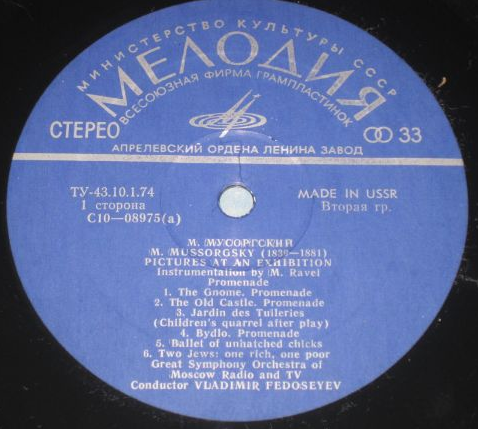 МИНИСТЕРСТВО КУЛЬТУРЫ СССР
МЕЛОДИЯ
ВСЕСОЮЗНАЯ ФИРМА ГРАМПЛАСТИНОК
СТЕРЕО
33
АПРЕЛЕВСКИЙ ОРДЕНА ЛЕНИНА ЗАВОД
ТУ-43.10.1.74
MADE IN USSR
1 сторона
Вторая гр.
С10—08975(а)
М. МУСОРГСКИЙ
M. MUSSORGSKY (1839—1881)
PICTURES AT AN EXHIBITION
Instrumentation by M. Ravel
Promenade
1. The Gnome. Promenade
2. The Old Castle. Promenade
3. Jardin des Tuileries
(Children's quarrel after play)
4. Bydlo. Promenade
5. Ballet of unhatched chicks
6. Two Jews: one rich, one poor
Great Symphony Orchestra of
Moscow Radio and TV
Conductor VLADIMIR FEDOSEYEV